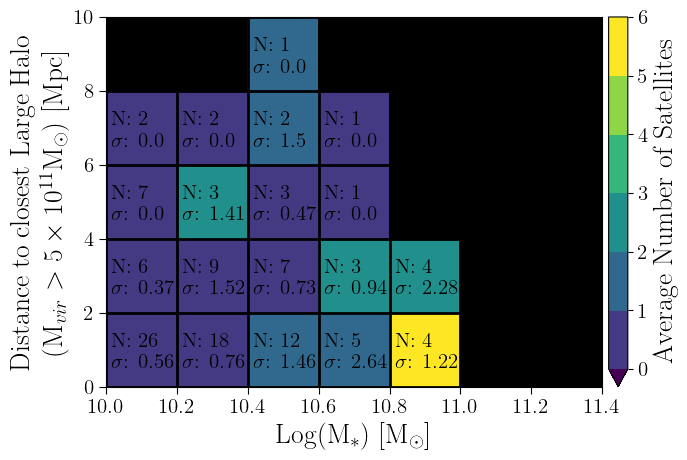 Distance to closest Large Halo
(M_vir > 5 × 10^11 M_⊙) [Mpc]
10
8
6
4
2
0
N: 1
σ: 0.0
N: 2
σ: 0.0
N: 2
σ: 0.0
N: 2
σ: 1.5
N: 1
σ: 0.0
N: 7
σ: 0.0
N: 3
σ: 1.41
N: 3
σ: 0.47
N: 1
σ: 0.0
N: 6
σ: 0.37
N: 9
σ: 1.52
N: 7
σ: 0.73
N: 3
σ: 0.94
N: 4
σ: 2.28
N: 26
σ: 0.56
N: 18
σ: 0.76
N: 12
σ: 1.46
N: 5
σ: 2.64
N: 4
σ: 1.22
10.0 10.2 10.4 10.6 10.8 11.0 11.2 11.4
Log(M_*) [M_⊙]
6
5
4
3
2
1
0
Average Number of Satellites